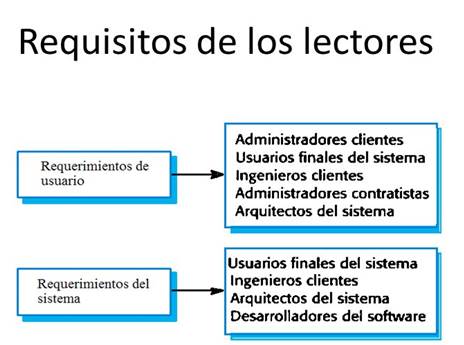 Requisitos de los lectores
Requerimientos de
usuario
Administradores clientes
Usuarios finales del sistema
Ingenieros clientes
Administradores contratistas
Arquitectos del sistema
Requerimientos del
sistema
Usuarios finales del sistema
Ingenieros clientes
Arquitectos del sistema
Desarrolladores del software